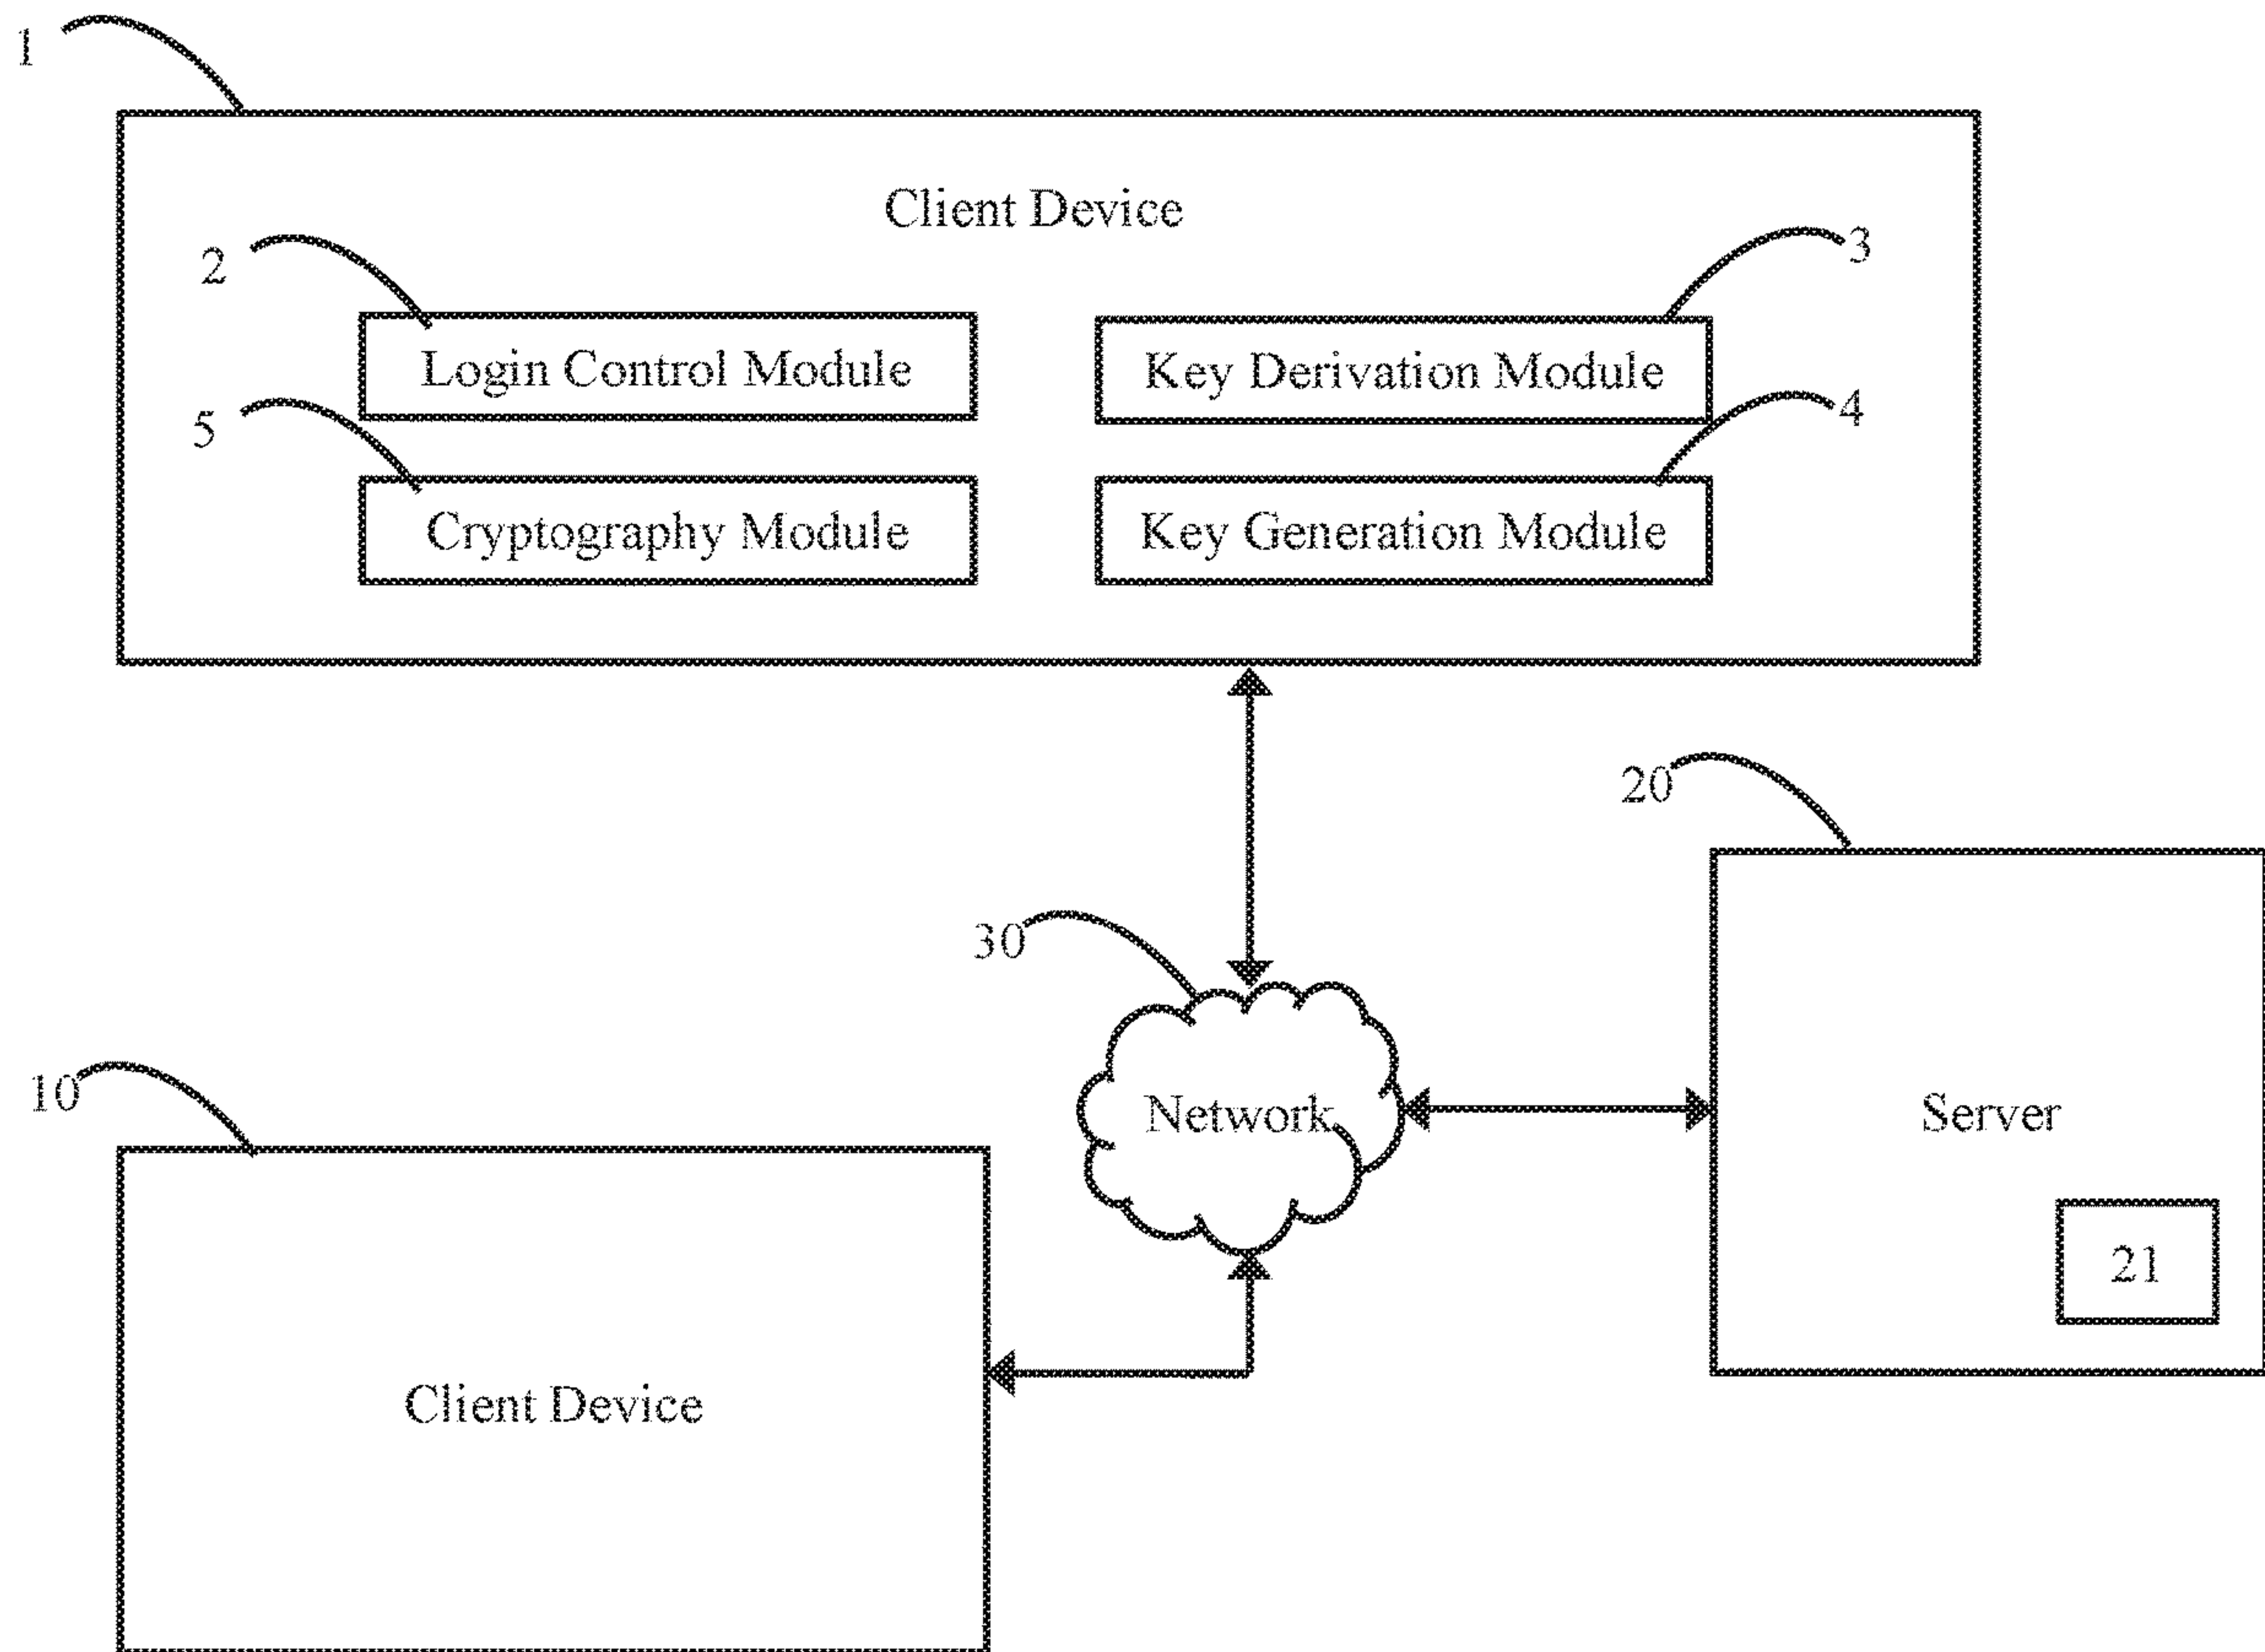 1
Client Device
2
3
Login Control Module
Key Derivation Module
5
4
Cryptography Module
Key Generation Module
20
30
10
Network
Server
21
Client Device